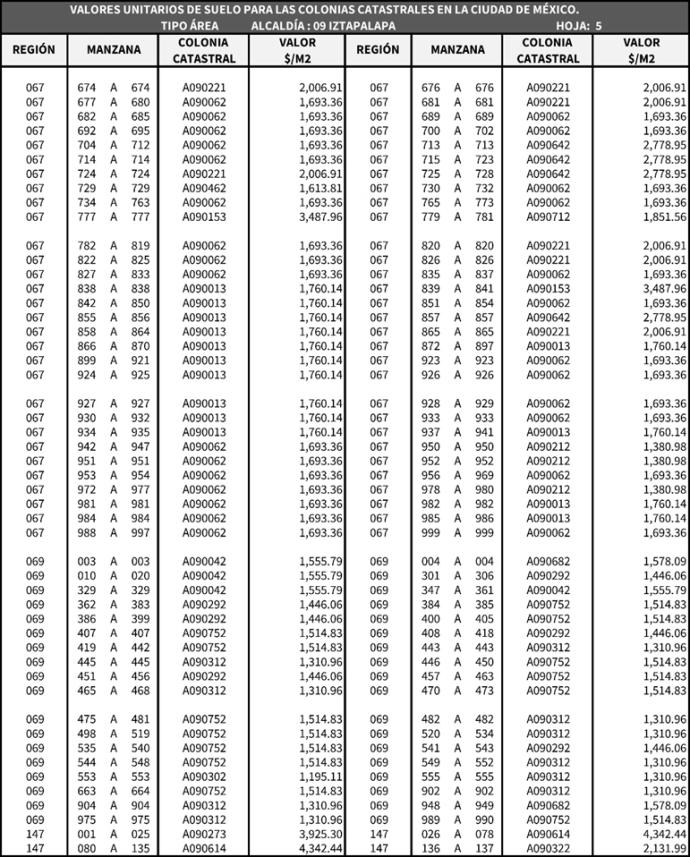 VALORES UNITARIOS DE SUELO PARA LAS COLONIAS CATASTRALES EN LA CIUDAD DE MÉXICO.
TIPO ÁREA ALCALDÍA : 09 IZTAPALAPA HOJA: 5
REGIÓN MANZANA COLONIA CATASTRAL VALOR $/M2 REGIÓN MANZANA COLONIA CATASTRAL VALOR $/M2
067 674 A 674 A090221 2,006.91 067 676 A 676 A090221 2,006.91
067 677 A 680 A090062 1,693.36 067 681 A 681 A090221 2,006.91
067 682 A 685 A090062 1,693.36 067 689 A 689 A090062 1,693.36
067 692 A 695 A090062 1,693.36 067 700 A 702 A090062 1,693.36
067 704 A 712 A090062 1,693.36 067 713 A 713 A090642 2,778.95
067 714 A 714 A090062 1,693.36 067 715 A 723 A090642 2,778.95
067 724 A 724 A090221 2,006.91 067 725 A 728 A090642 2,778.95
067 729 A 729 A090462 1,613.81 067 730 A 732 A090062 1,693.36
067 734 A 763 A090062 1,693.36 067 765 A 773 A090062 1,693.36
067 777 A 777 A090153 3,487.96 067 779 A 781 A090712 1,851.56
067 782 A 819 A090062 1,693.36 067 820 A 820 A090221 2,006.91
067 822 A 825 A090062 1,693.36 067 826 A 826 A090221 2,006.91
067 827 A 833 A090062 1,693.36 067 835 A 837 A090062 1,693.36
067 838 A 838 A090013 1,760.14 067 839 A 841 A090153 3,487.96
067 842 A 850 A090013 1,760.14 067 851 A 854 A090062 1,693.36
067 855 A 856 A090013 1,760.14 067 857 A 857 A090642 2,778.95
067 858 A 864 A090013 1,760.14 067 865 A 865 A090221 2,006.91
067 866 A 870 A090013 1,760.14 067 872 A 897 A090013 1,760.14
067 899 A 921 A090013 1,760.14 067 923 A 923 A090062 1,693.36
067 924 A 925 A090013 1,760.14 067 926 A 926 A090062 1,693.36
067 927 A 927 A090013 1,760.14 067 928 A 929 A090062 1,693.36
067 930 A 932 A090013 1,760.14 067 933 A 933 A090062 1,693.36
067 934 A 935 A090013 1,760.14 067 937 A 941 A090013 1,760.14
067 942 A 947 A090062 1,693.36 067 950 A 950 A090212 1,380.98
067 951 A 951 A090062 1,693.36 067 952 A 952 A090212 1,380.98
067 953 A 954 A090062 1,693.36 067 956 A 969 A090062 1,693.36
067 972 A 977 A090062 1,693.36 067 978 A 980 A090212 1,380.98
067 981 A 981 A090062 1,693.36 067 982 A 982 A090013 1,760.14
067 984 A 984 A090062 1,693.36 067 985 A 986 A090013 1,760.14
067 988 A 997 A090062 1,693.36 067 999 A 999 A090062 1,693.36
069 003 A 003 A090042 1,555.79 069 004 A 004 A090682 1,578.09
069 010 A 020 A090042 1,555.79 069 301 A 306 A090292 1,446.06
069 329 A 329 A090042 1,555.79 069 347 A 361 A090042 1,555.79
069 362 A 383 A090292 1,446.06 069 384 A 385 A090752 1,514.83
069 386 A 399 A090292 1,446.06 069 400 A 405 A090752 1,514.83
069 407 A 407 A090752 1,514.83 069 408 A 418 A090292 1,446.06
069 419 A 442 A090752 1,514.83 069 443 A 443 A090312 1,310.96
069 445 A 445 A090312 1,310.96 069 446 A 450 A090752 1,514.83
069 451 A 456 A090292 1,446.06 069 457 A 463 A090752 1,514.83
069 465 A 468 A090312 1,310.96 069 470 A 473 A090752 1,514.83
069 475 A 481 A090752 1,514.83 069 482 A 482 A090312 1,310.96
069 498 A 519 A090752 1,514.83 069 520 A 534 A090312 1,310.96
069 535 A 540 A090752 1,514.83 069 541 A 543 A090292 1,446.06
069 544 A 548 A090752 1,514.83 069 549 A 552 A090312 1,310.96
069 553 A 553 A090302 1,195.11 069 555 A 555 A090312 1,310.96
069 663 A 664 A090752 1,514.83 069 902 A 902 A090312 1,310.96
069 904 A 904 A090312 1,310.96 069 948 A 949 A090682 1,578.09
069 975 A 975 A090312 1,310.96 069 989 A 990 A090752 1,514.83
147 001 A 025 A090273 3,925.30 147 026 A 078 A090614 4,342.44
147 080 A 135 A090614 4,342.44 147 136 A 137 A090322 2,131.99